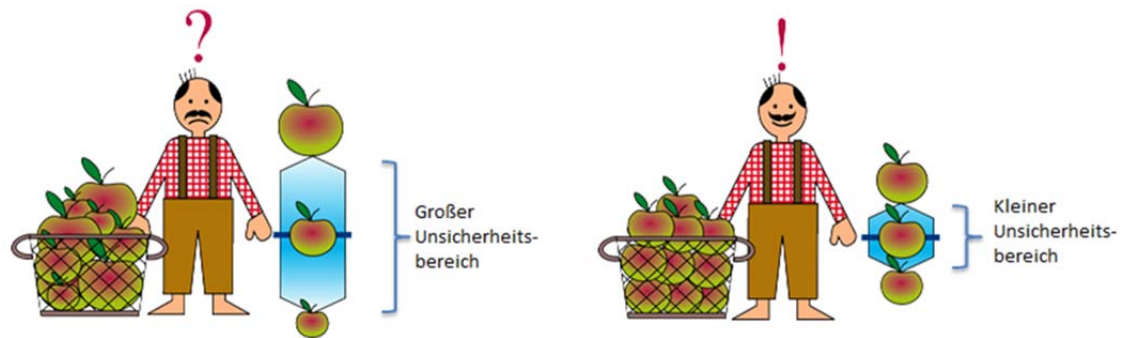 ?
!
Großer
Unsicherheits-
bereich
Kleiner
Unsicherheits-
bereich